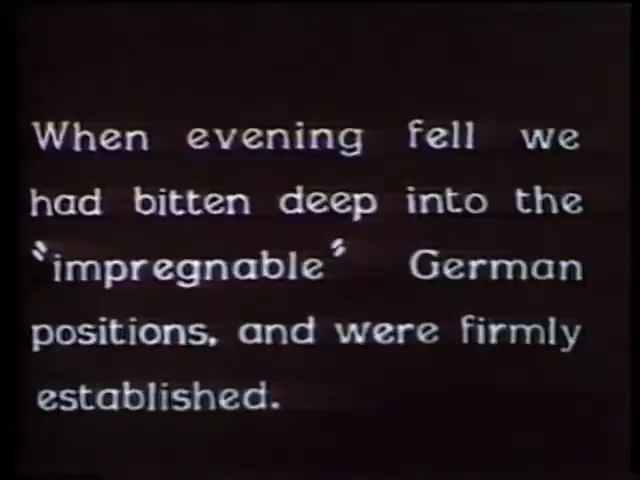 When evening fell we
had bitten deep into the
"impregnable" German
positions, and were firmly
established.